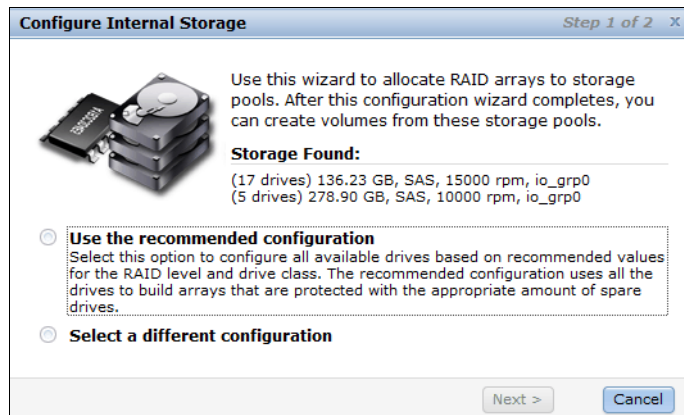 Configure Internal Storage
Step 1 of 2 x
Use this wizard to allocate RAID arrays to storage
pools. After this configuration wizard completes, you
can create volumes from these storage pools.
Storage Found:
(17 drives) 136.23 GB, SAS, 15000 rpm, io_grp0
(5 drives) 278.90 GB, SAS, 10000 rpm, io_grp0
Use the recommended configuration
Select this option to configure all available drives based on recommended values
for the RAID level and drive class. The recommended configuration uses all the
drives to build arrays that are protected with the appropriate amount of spare
drives.
Select a different configuration
Next >
Cancel